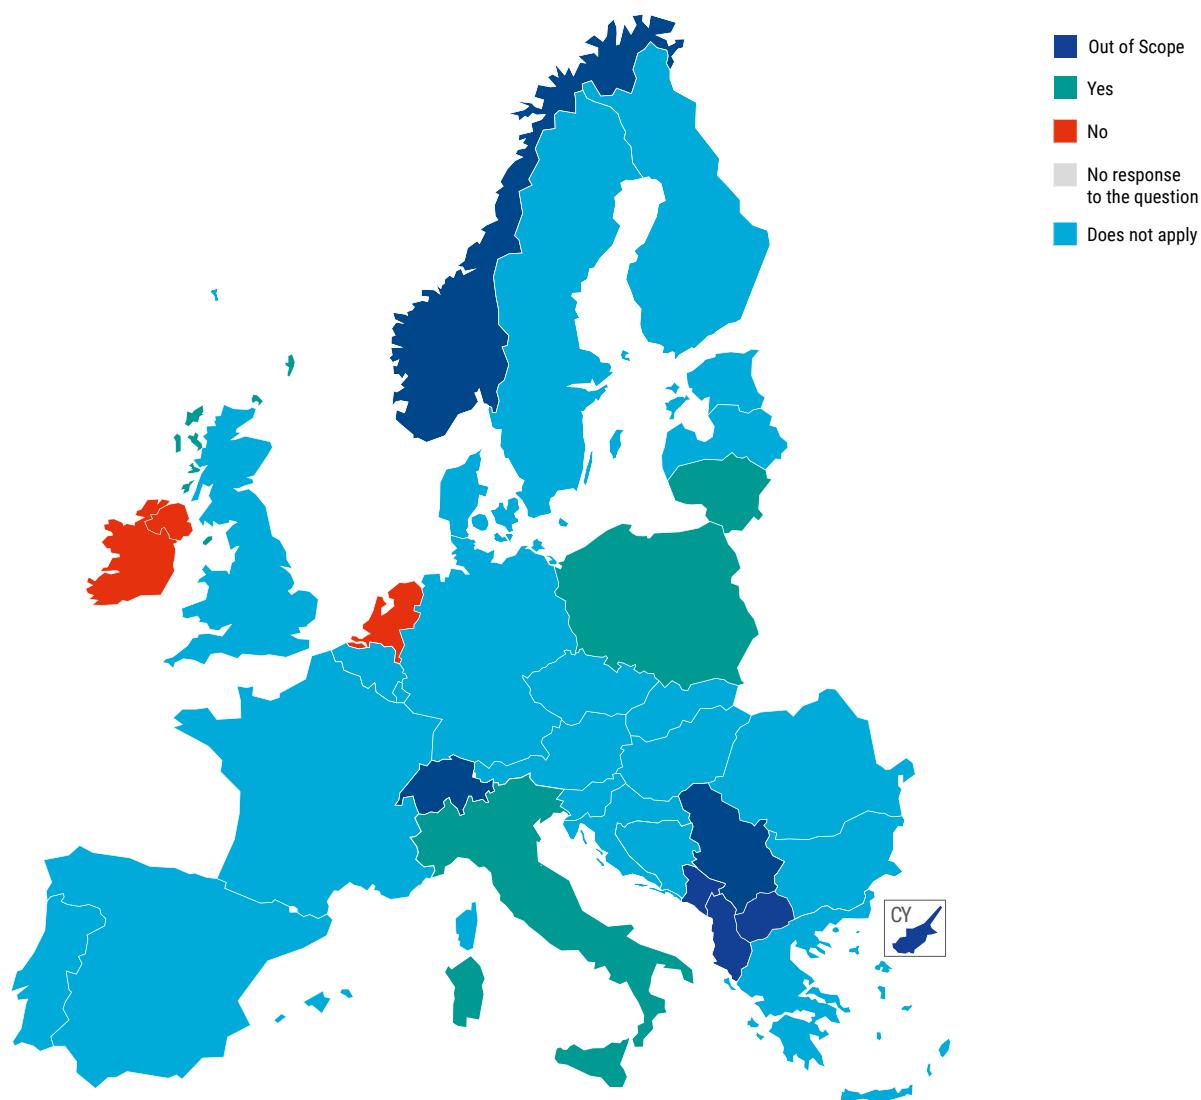 Out of Scope
Yes
No
No response
to the question
Does not apply
CY